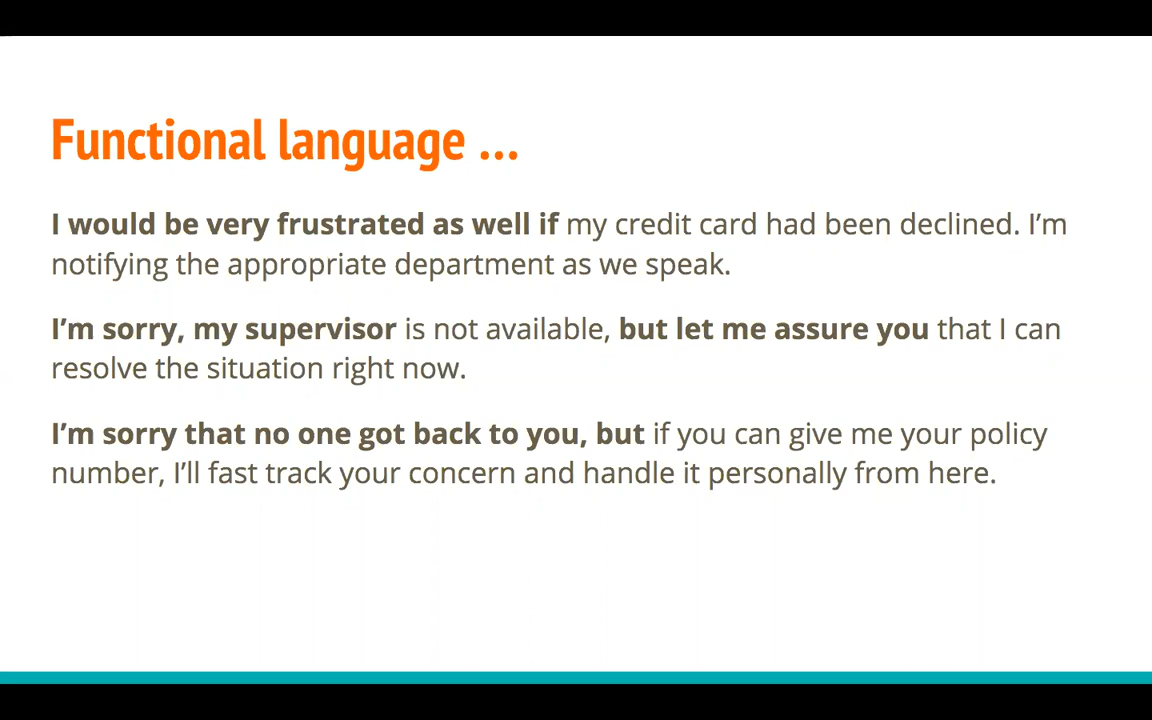 Functional language ...
I would be very frustrated as well if my credit card had been declined. I’m
notifying the appropriate department as we speak.
I’m sorry, my supervisor is not available, but let me assure you that I can
resolve the situation right now.
I’m sorry that no one got back to you, but if you can give me your policy
number, I’ll fast track your concern and handle it personally from here.